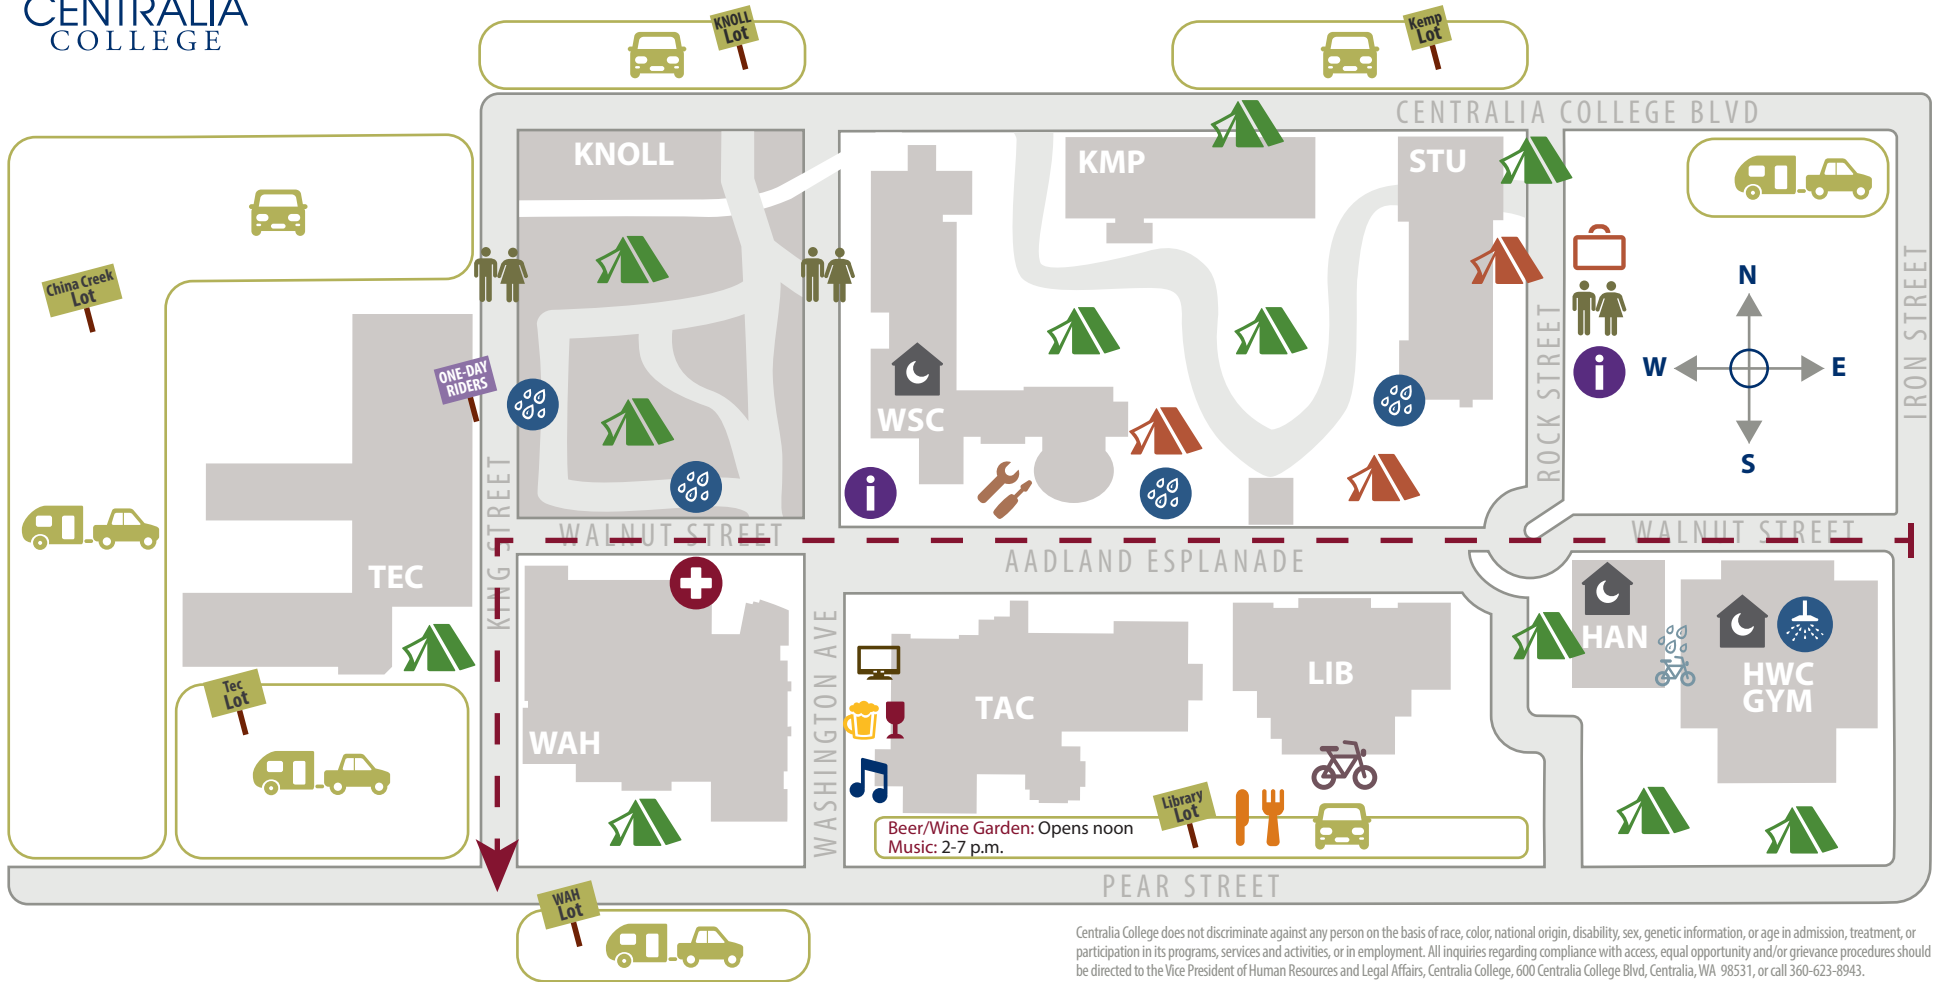 CENTRALIA
COLLEGE
KNOLL
Lot
Kemp
Lot
CENTRALIA COLLEGE BLVD
KNOLL
KMP
STU
China Creek
Lot
N
W
E
S
IRON STREET
ROCK STREET
ONE-DAY
RIDERS
WSC
KING STREET
WALNUT STREET
WALNUT STREET
AADLAND ESPLANADE
TEC
HAN
WASHINGTON AVE
LIB
HWC
GYM
Tec
Lot
TAC
WAH
Library
Lot
Beer/Wine Garden: Opens noon
Music: 2-7 p.m.
PEAR STREET
WAH
Lot
Centralia College does not discriminate against any person on the basis of race, color, national origin, disability, sex, genetic information, or age in admission, treatment, or
participation in its programs, services and activities, or in employment. All inquiries regarding compliance with access, equal opportunity and/or grievance procedures should
be directed to the Vice President of Human Resources and Legal Affairs, Centralia College, 600 Centralia College Blvd, Centralia, WA 98531, or call 360-623-8943.